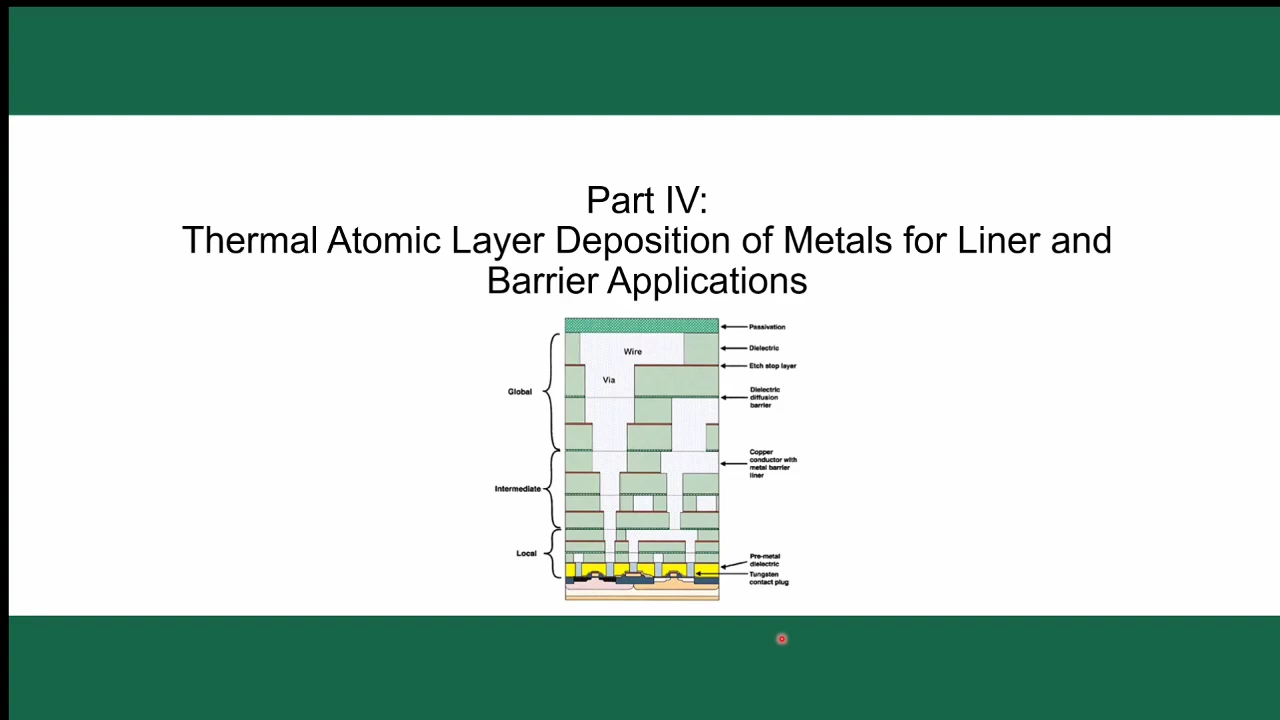 Part IV:
Thermal Atomic Layer Deposition of Metals for Liner and
Barrier Applications
Passivation
Wire
Dielectric
Etch stop layer
Via
Global
Dielectric
diffusion
barrier
Copper
conductor with
metal barrier
liner
Intermediate
Local
Pre-metal
dielectric
Tungsten
contact plug